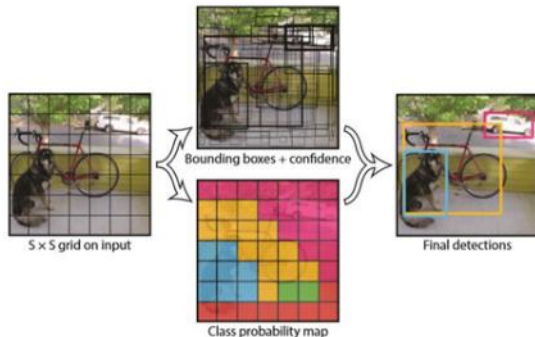 S × S grid on input
Bounding boxes + confidence
Class probability map
Final detections